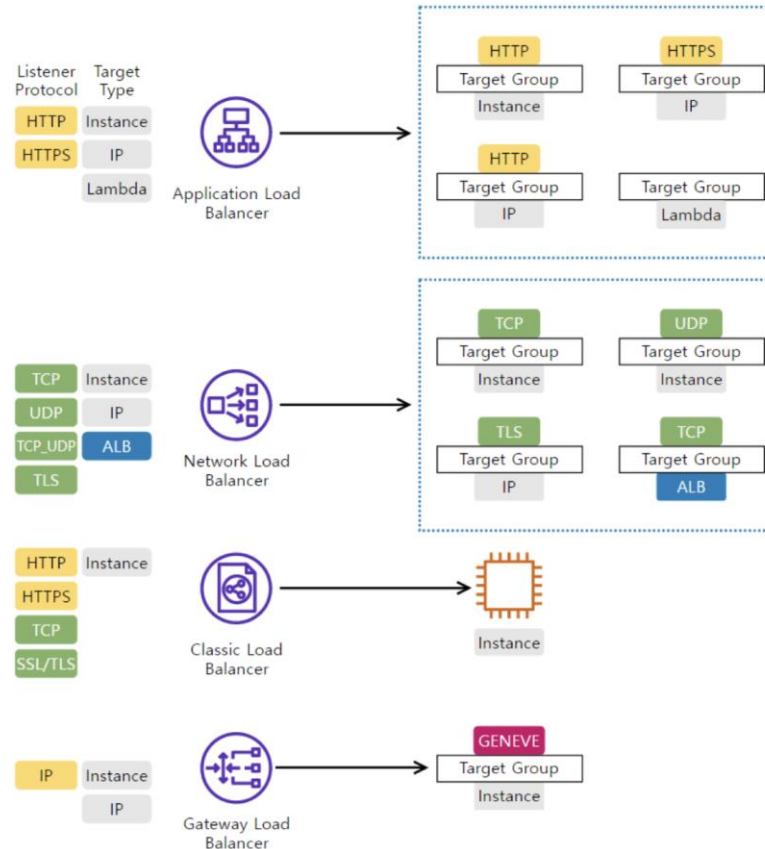 Listener Target
Protocol Type
HTTP Instance
HTTPS IP
Lambda
Application Load
Balancer
HTTP HTTPS
Target Group Target Group
Instance IP
HTTP
Target Group Target Group
IP Lambda
TCP Instance
UDP IP
TCP_UDP ALB
TLS
Network Load
Balancer
TCP UDP
Target Group Target Group
Instance Instance
TLS TCP
Target Group Target Group
IP ALB
HTTP Instance
HTTPS
TCP
SSL/TLS
Classic Load
Balancer
Instance
IP Instance
IP
Gateway Load
Balancer
GENEVE
Target Group
Instance